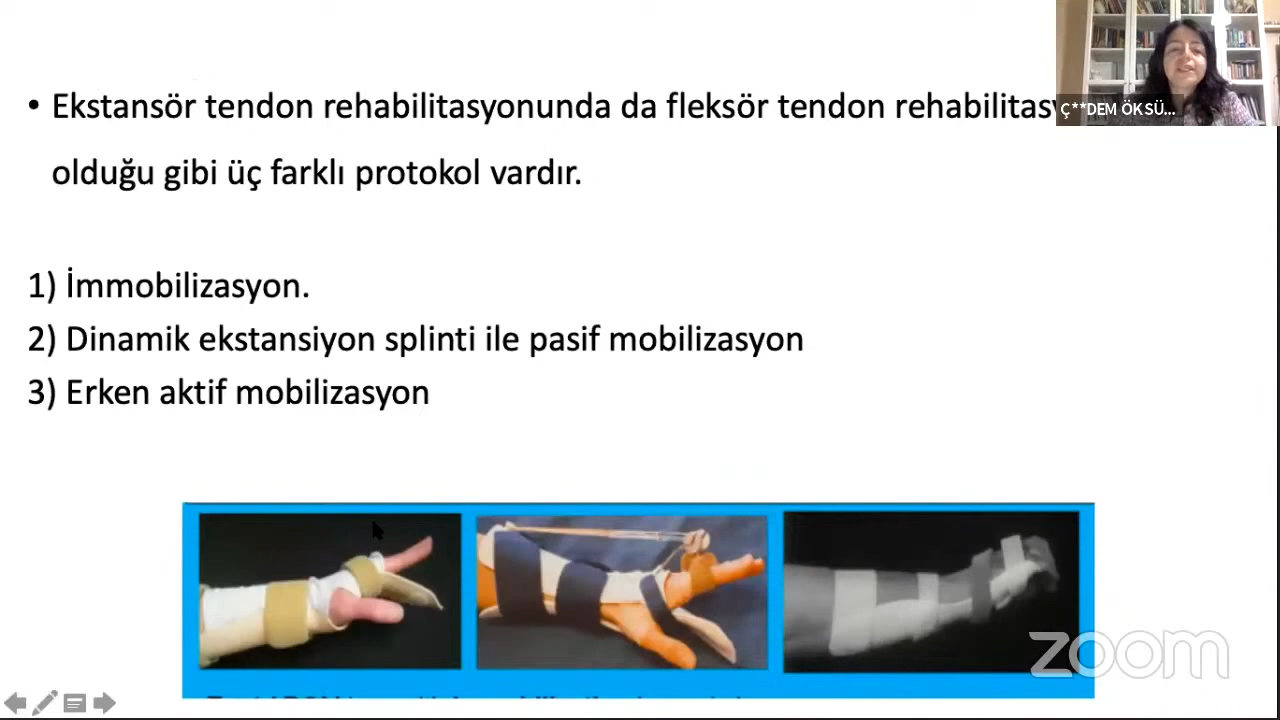 • Ekstansör tendon rehabilitasyonunda da fleksör tendon
Ç**DEM ÖKSÜ...
olduğu gibi üç farklı protokol vardır.
1) İmmobilizasyon.
2) Dinamik ekstansiyon splinti ile pasif mobilizasyon
3) Erken aktif mobilizasyon
zoom